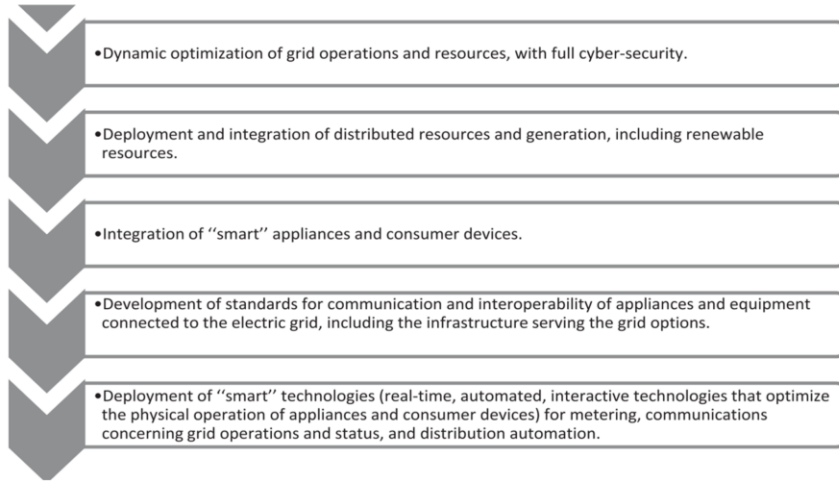 •Dynamic optimization of grid operations and resources, with full cyber-security.
•Deployment and integration of distributed resources and generation, including renewable
resources.
•Integration of ‘‘smart’’ appliances and consumer devices.
•Development of standards for communication and interoperability of appliances and equipment
connected to the electric grid, including the infrastructure serving the grid options.
•Deployment of ‘‘smart’’ technologies (real-time, automated, interactive technologies that optimize
the physical operation of appliances and consumer devices) for metering, communications
concerning grid operations and status, and distribution automation.